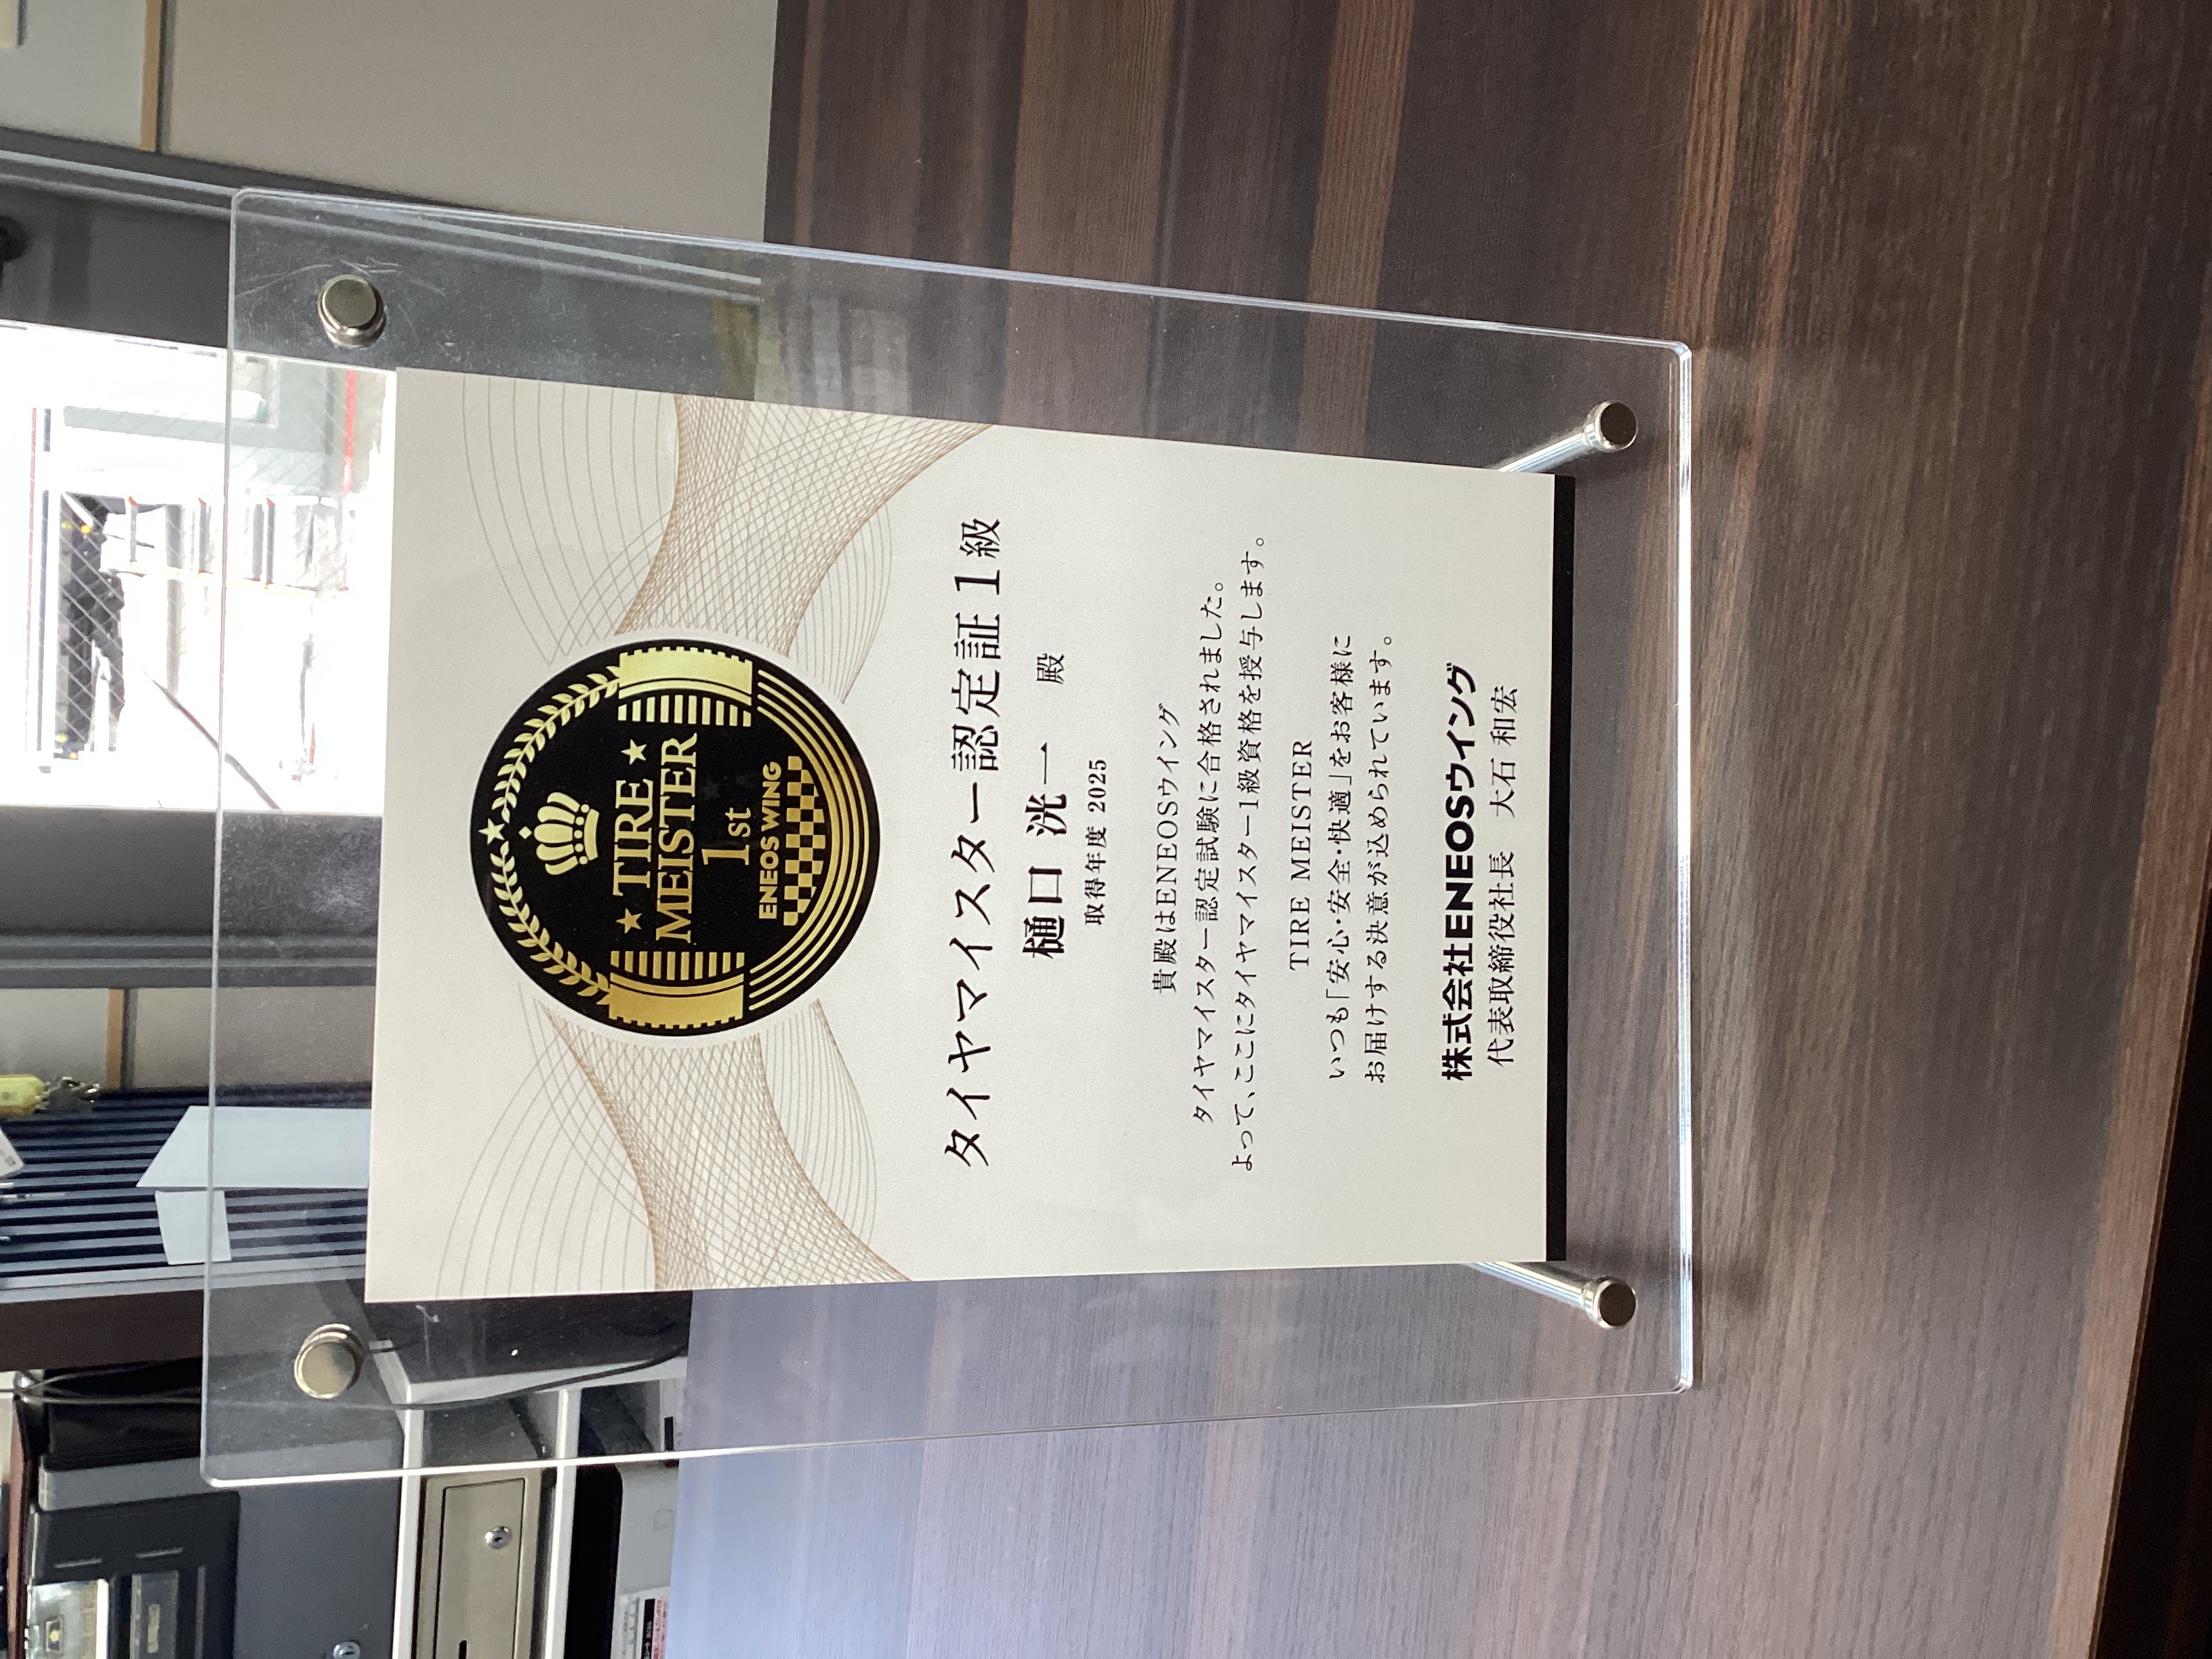 ★ TIRE ★
MEISTER
1st
ENEOS WING
タイヤマイスター認定証1級
樋口 洸一 殿
取得年度 2025
貴殿はENEOSウイング
タイヤマイスター認定試験に合格されました。
よって、ここにタイヤマイスター1級資格を授与します。
TIRE MEISTER
いつも「安心・安全・快適」をお客様に
お届けする決意が込められています。
株式会社ENEOSウイング
代表取締役社長 大石 和宏